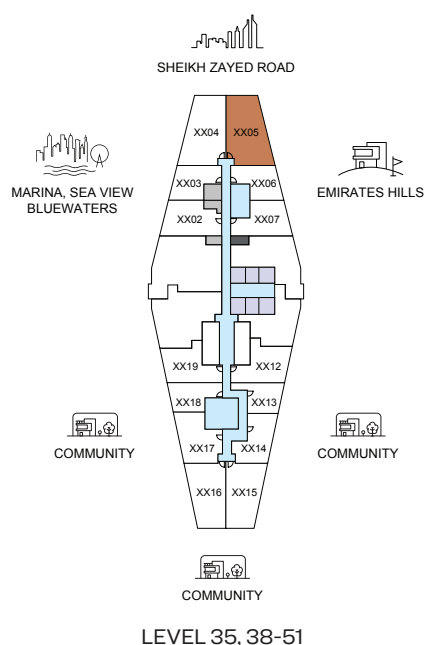 SHEIKH ZAYED ROAD
XX04 XX05
MARINA, SEA VIEW
BLUEWATERS
XX03 XX06
EMIRATES HILLS
XX02 XX07
XX19 XX12
XX18 XX13
COMMUNITY
XX17 XX14
COMMUNITY
XX16 XX15
COMMUNITY
LEVEL 35, 38-51